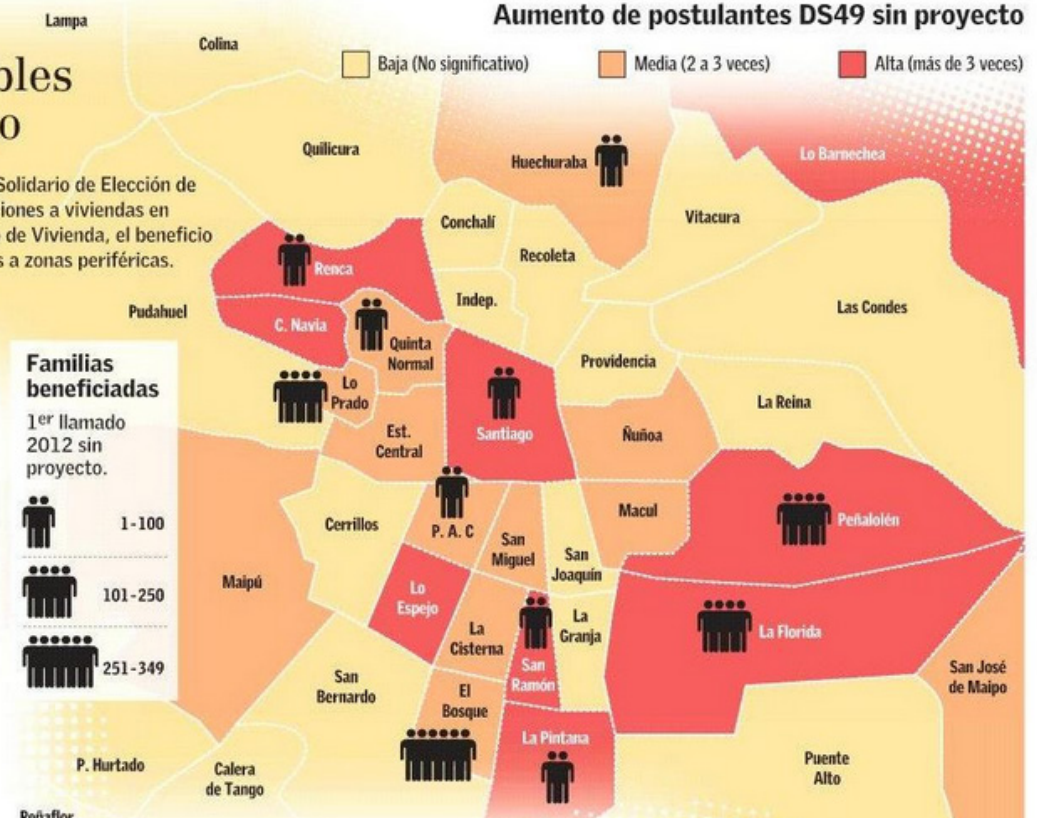 Aumento de postulantes DS49 sin proyecto
Baja (No significativo)
Media (2 a 3 veces)
Alta (más de 3 veces)
bles
o
Solidario de Elección de
iones a viviendas en
de Vivienda, el beneficio
s a zonas periféricas.
Lampa
Colina
Quilicura
Huechuraba
Lo Barnechea
Conchalí
Recoleta
Vitacura
Renca
Pudahuel
C. Navia
Indep.
Las Condes
Quinta
Normal
Providencia
Lo
Prado
La Reina
Est.
Central
Santiago
Ñuñoa
Familias
beneficiadas
1er llamado
2012 sin
proyecto.
1-100
101-250
251-349
Cerrillos
P. A. C
San
Miguel
Macul
Peñalolén
San
Joaquín
Maipú
Lo
Espejo
La
Cisterna
La
Granja
La Florida
San
Ramón
San José
de Maipo
San
Bernardo
El
Bosque
La Pintana
P. Hurtado
Calera
de Tango
Puente
Alto
Peñaflor